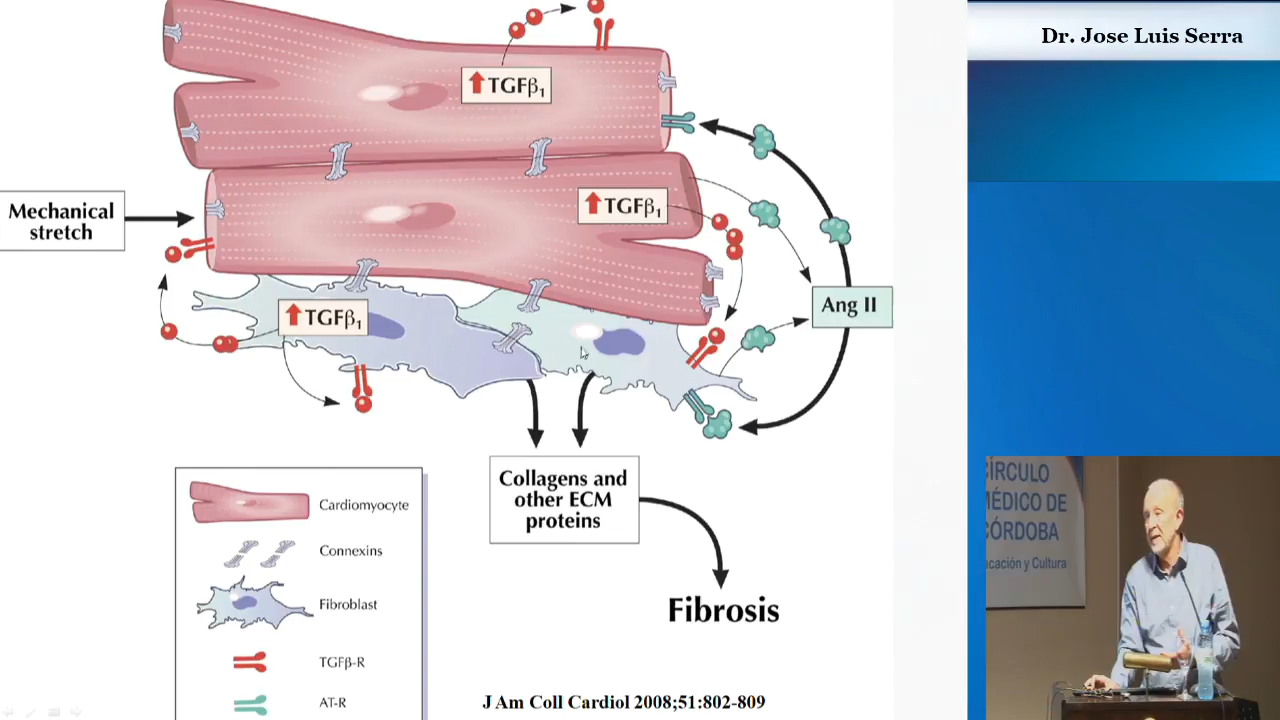 Dr. Jose Luis Serra
TGFβ1
Mechanical
stretch
TGFβ1
Ang II
TGFβ1
Collagens and
other ECM
proteins
Fibrosis
Cardiomyocyte
Connexins
Fibroblast
TGFβ-R
AT-R
J Am Coll Cardiol 2008;51:802-809
CÍRCULO
MÉDICO DE
CÓRDOBA
ucación y Cultura